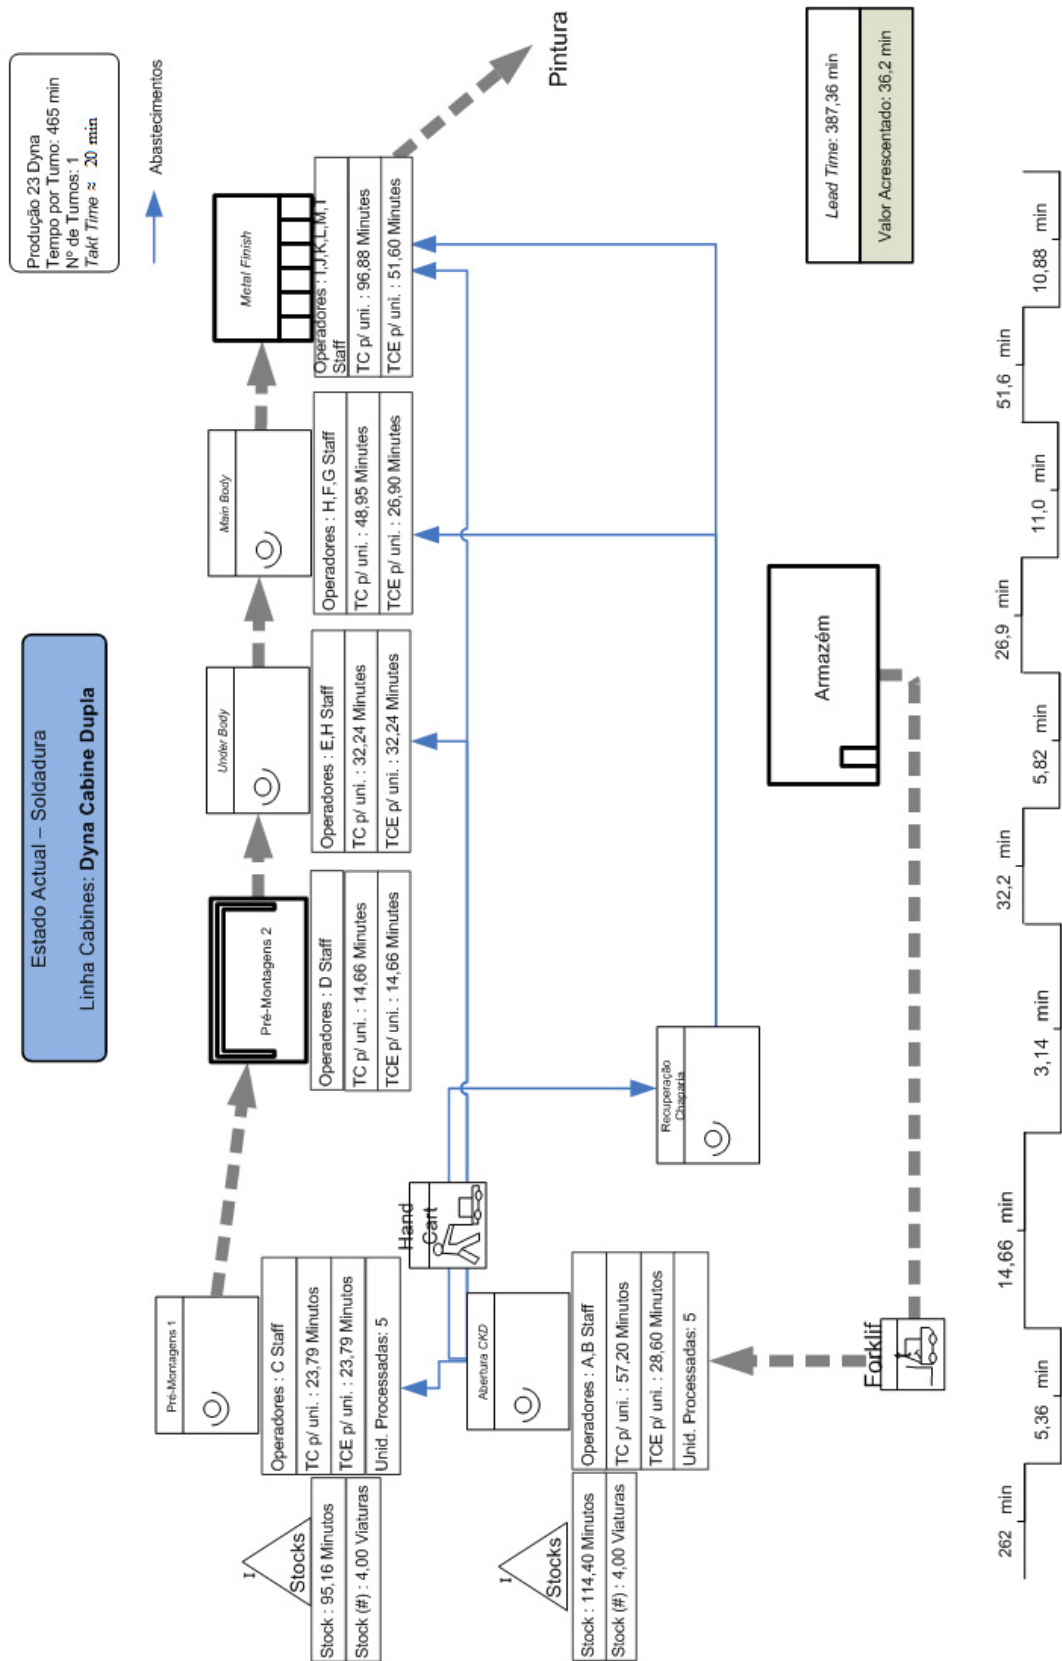 Estado Actual – Soldadura
Linha Cabines: Dyna Cabine Dupla
Produção 23 Dyna
Tempo por Turno: 465 min
Nº de Turnos: 1
Takt Time ≈ 20 min
Abastecimentos
Pré-Montagens 1
Operadores : C Staff
TC p/ uni. : 23,79 Minutos
TCE p/ uni. : 23,79 Minutos
Unid. Processadas: 5
I
Stocks
Stock : 95,16 Minutos
Stock (#) : 4,00 Viaturas
Pré-Montagens 2
Operadores : D Staff
TC p/ uni. : 14,66 Minutes
TCE p/ uni. : 14,66 Minutes
Under Body
Operadores : E,H Staff
TC p/ uni. : 32,24 Minutes
TCE p/ uni. : 32,24 Minutes
Main Body
Operadores : H,F,G Staff
TC p/ uni. : 48,95 Minutes
TCE p/ uni. : 26,90 Minutes
Metal Finish
Operadores : I,J,K,L,M,1
Staff
TC p/ uni. : 96,88 Minutes
TCE p/ uni. : 51,60 Minutes
Pintura
Hand
Cart
Abertura CKD
Operadores : A,B Staff
TC p/ uni. : 57,20 Minutos
TCE p/ uni. : 28,60 Minutos
Unid. Processadas: 5
I
Stocks
Stock : 114,40 Minutos
Stock (#) : 4,00 Viaturas
Recuperação
Chaparia
Armazém
Forklif
Lead Time: 387,36 min
Valor Acrescentado: 36,2 min
262 min
5,36 min
14,66 min
3,14 min
32,2 min
5,82 min
26,9 min
11,0 min
51,6 min
10,88 min